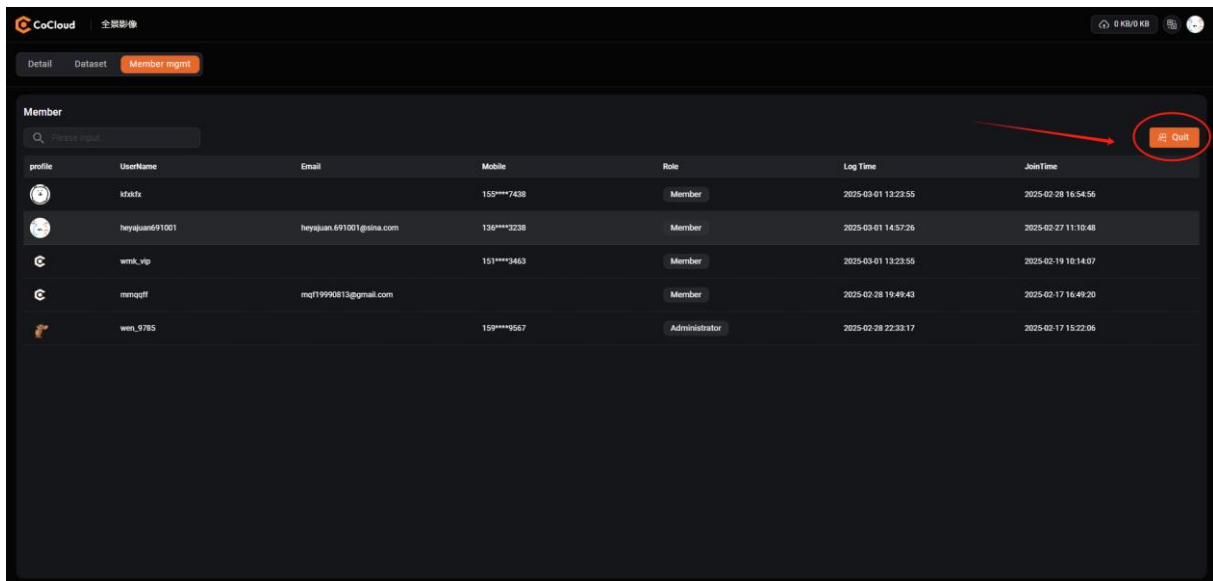 CoCloud 全景影像 0 KB/0 KB
Detail Dataset Member mgmt
Member
Please input
Quit
profile UserName Email Mobile Role Log Time JoinTime
kfxkfx 155****7438 Member 2025-03-01 13:23:55 2025-02-28 16:54:56
heyajuan691001 heyajuan.691001@sina.com 136****3238 Member 2025-03-01 14:57:26 2025-02-27 11:10:48
wmk_vip 151****3463 Member 2025-03-01 13:23:55 2025-02-19 10:14:07
mmqqff mqf19990813@gmail.com Member 2025-02-28 19:49:43 2025-02-17 16:49:20
wen_9785 159****9567 Administrator 2025-02-28 22:33:17 2025-02-17 15:22:06